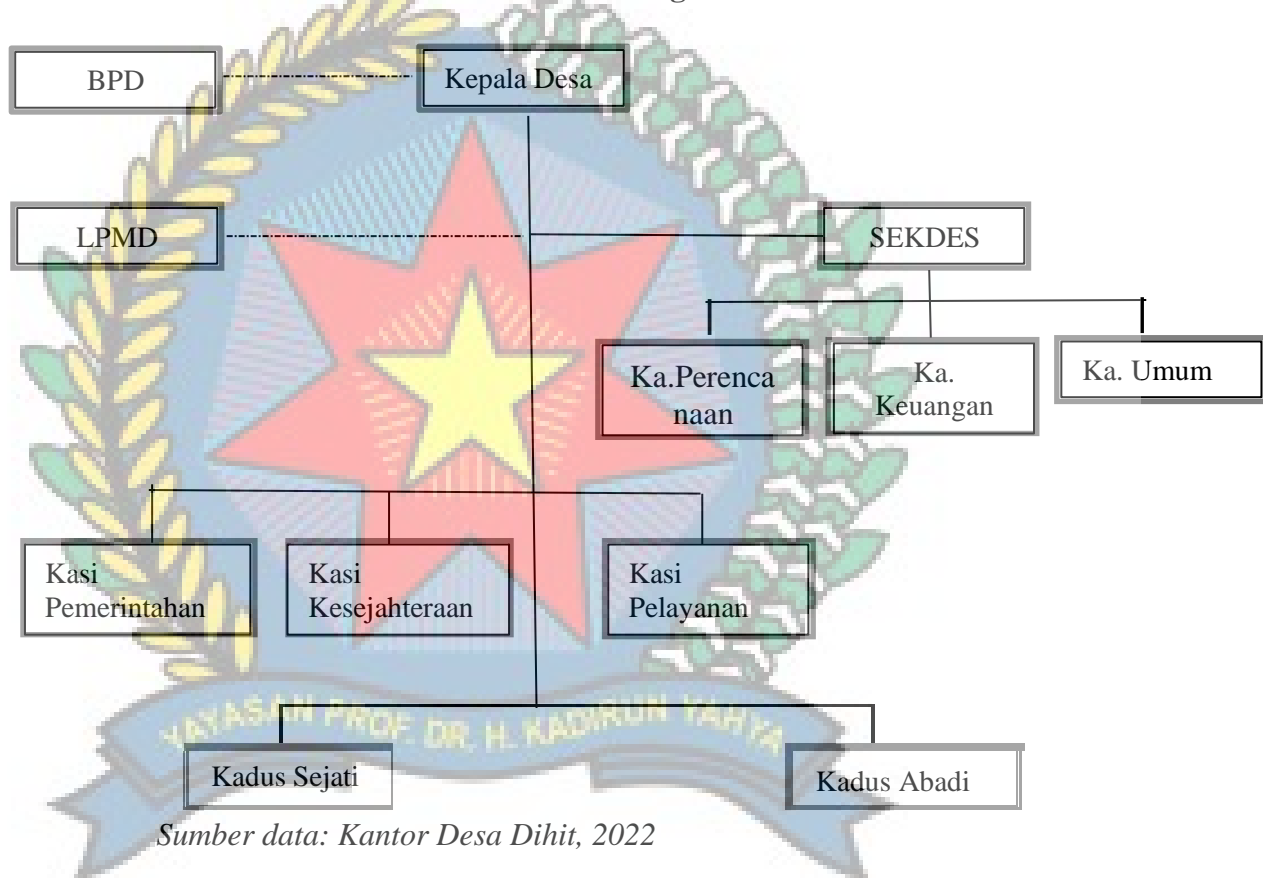 BPD
Kepala Desa
LPMD
SEKDES
Ka.Perenca
naan
Ka.
Keuangan
Ka. Umum
Kasi
Pemerintahan
Kasi
Kesejahteraan
Kasi
Pelayanan
YAYASAN PROF. DR. H. KADIRUN YAHYA
Kadus Sejati
Kadus Abadi
Sumber data: Kantor Desa Dihit, 2022